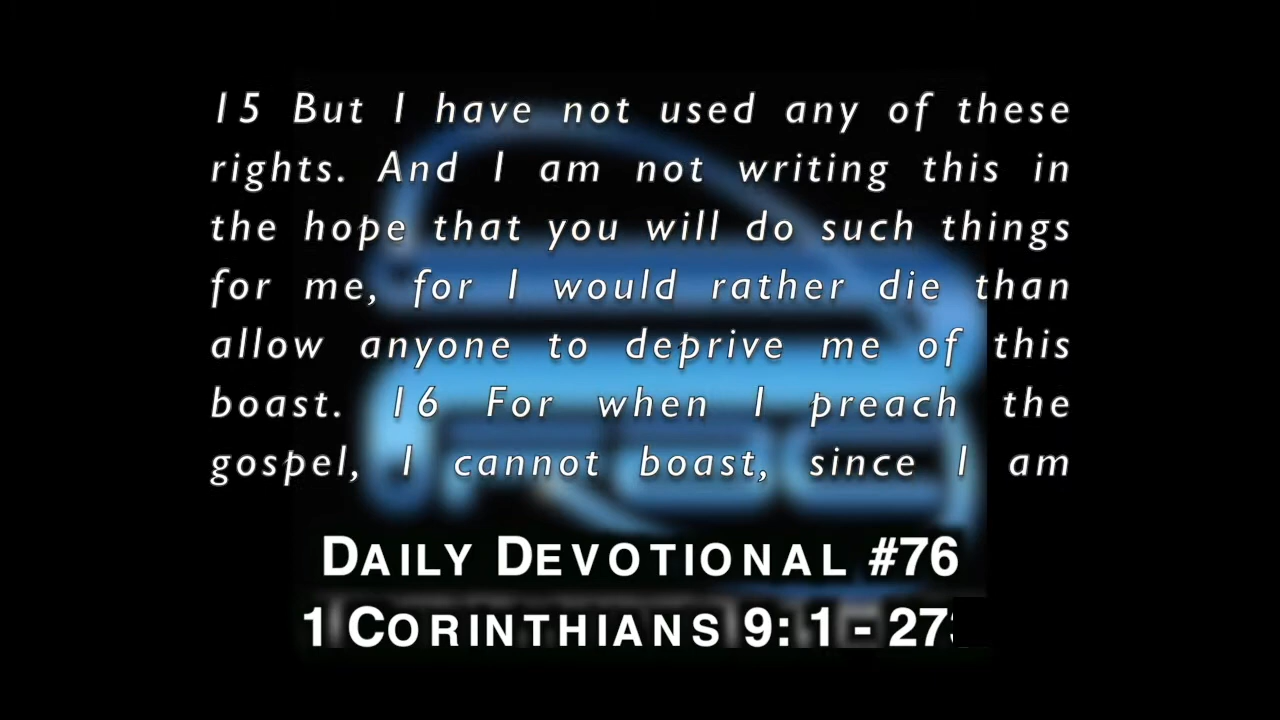 15 But I have not used any of these
rights. And I am not writing this in
the hope that you will do such things
for me, for I would rather die than
allow anyone to deprive me of this
boast. 16 For when I preach the
gospel, I cannot boast, since I am
DAILY DEVOTIONAL #76
1 CORINTHIANS 9: 1 - 27